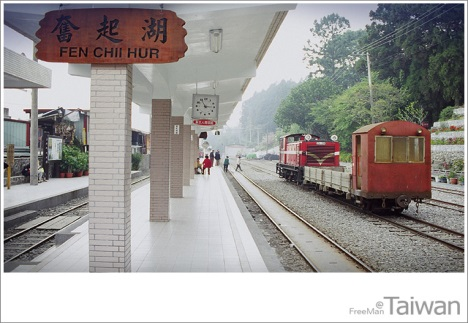 奮起湖
FEN CHII HUR
FreeMan @ Taiwan